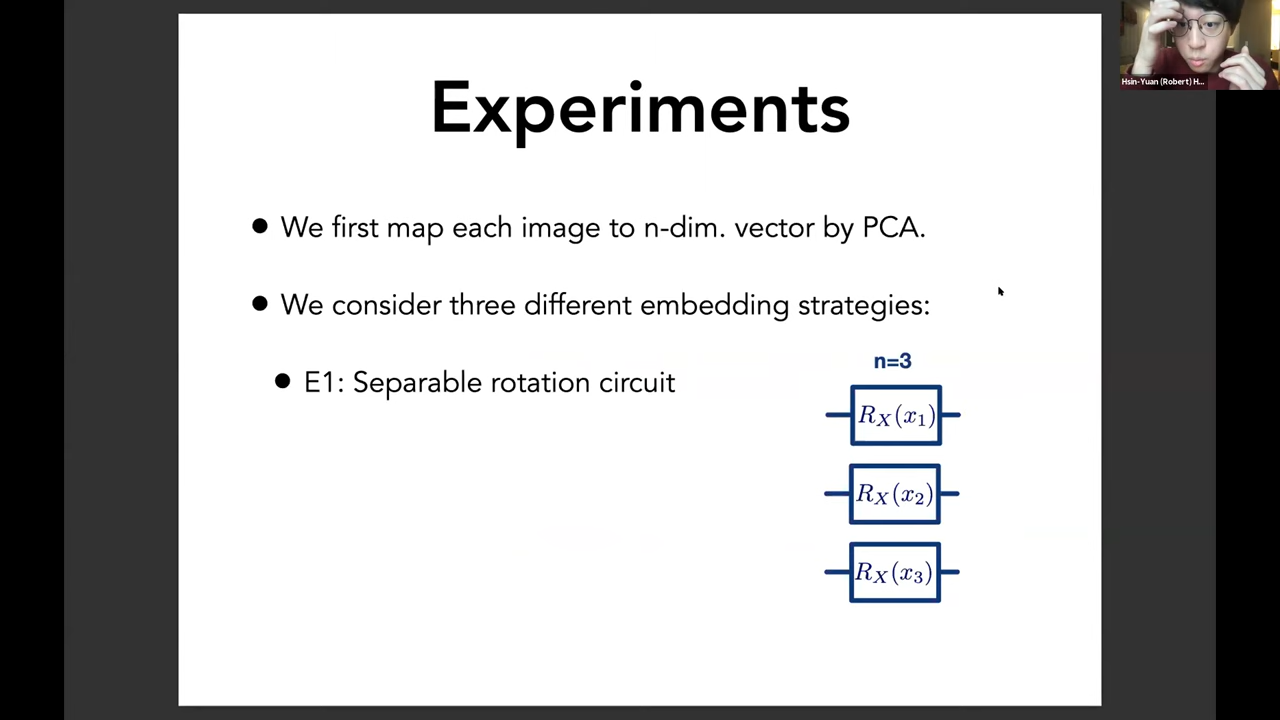 Experiments
Hsin-Yuan (Robert) H...
• We first map each image to n-dim. vector by PCA.
• We consider three different embedding strategies:
• E1: Separable rotation circuit
n=3
R_X(x_1)
R_X(x_2)
R_X(x_3)